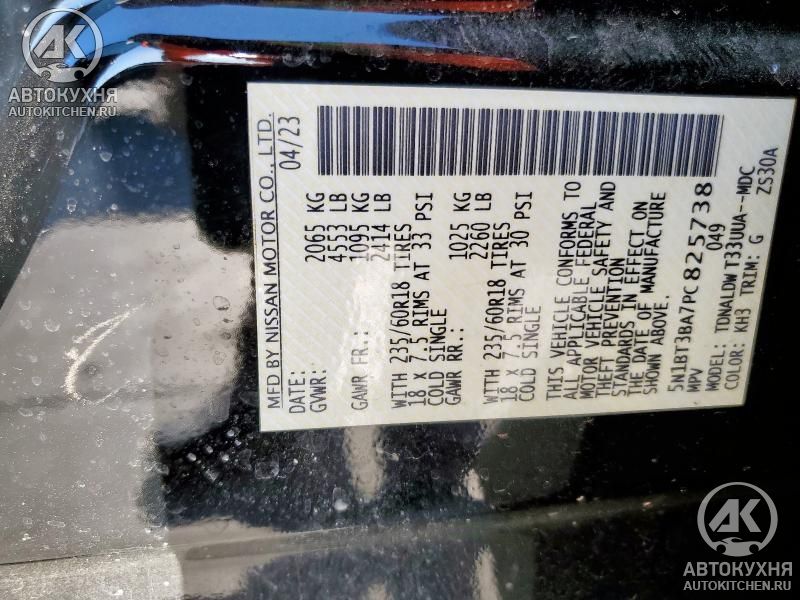 AK
АВТОКУХНЯ
AUTOKITCHEN.RU
MFD BY NISSAN MOTOR CO., LTD.
DATE: 04/23
GVWR: 2065 KG
4553 LB
GAWR FR.: 1095 KG
2414 LB
WITH 235/60R18 TIRES
18 X 7.5 RIMS AT 33 PSI
COLD SINGLE
GAWR RR.: 1025 KG
2260 LB
WITH 235/60R18 TIRES
18 X 7.5 RIMS AT 30 PSI
COLD SINGLE
THIS VEHICLE CONFORMS TO
ALL APPLICABLE FEDERAL
MOTOR VEHICLE SAFETY AND
THEFT PREVENTION
STANDARDS IN EFFECT ON
THE DATE OF MANUFACTURE
SHOWN ABOVE.
5N1BT3BA7PC825738
MPV 049
MODEL: TDNALDW T33UUA--MDC
COLOR: KH3 TRIM: G ZS30A
AK
АВТОКУХНЯ
AUTOKITCHEN.RU